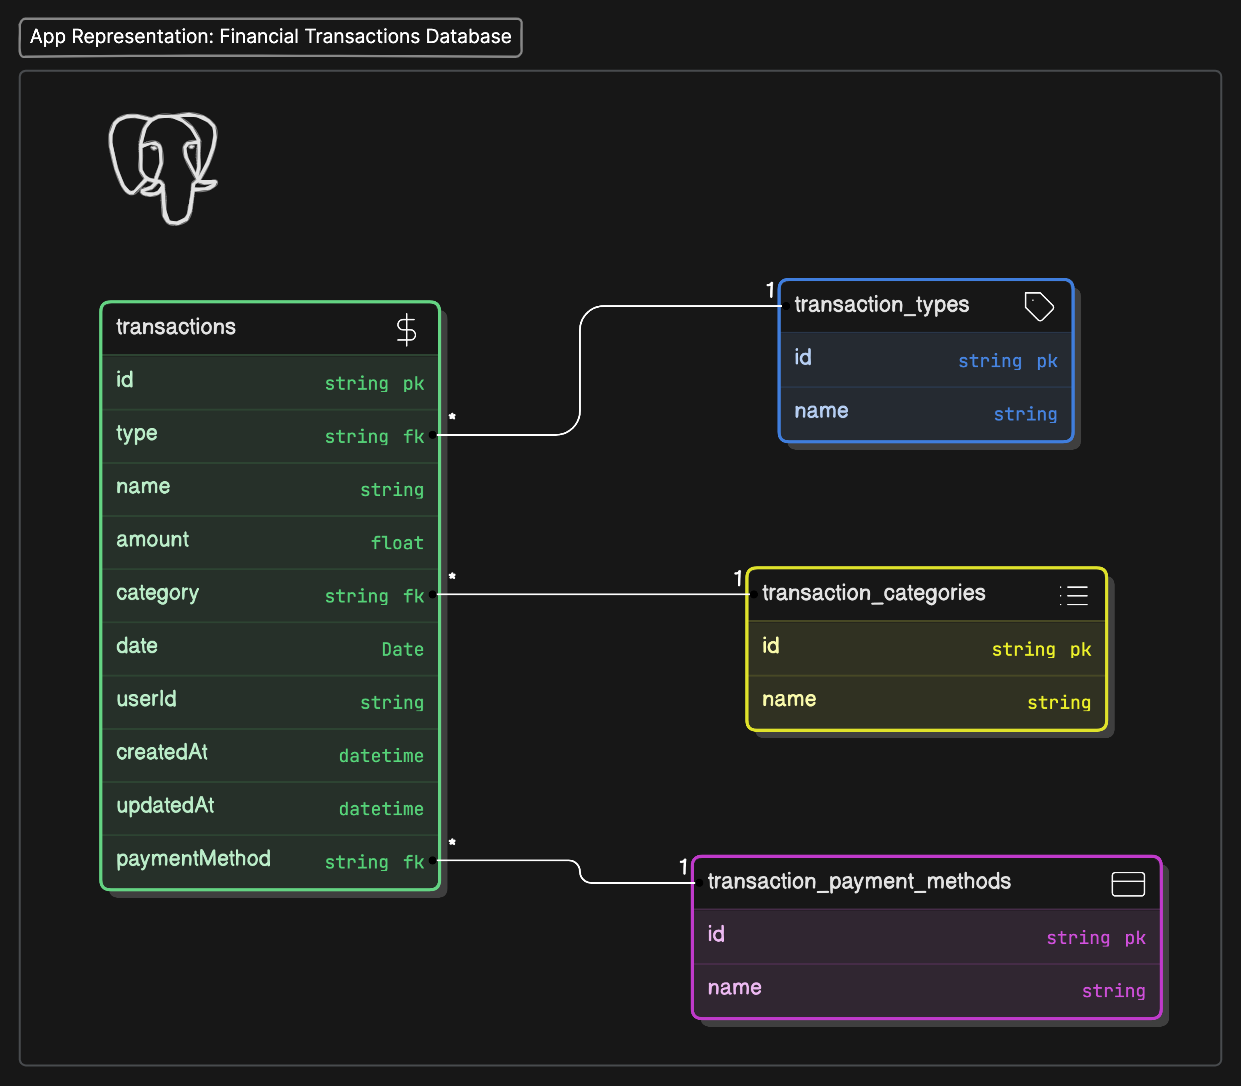 App Representation: Financial Transactions Database
transactions
id string pk
type string fk
name string
amount float
category string fk
date Date
userId string
createdAt datetime
updatedAt datetime
paymentMethod string fk
* 1
transaction_types
id string pk
name string
* 1
transaction_categories
id string pk
name string
* 1
transaction_payment_methods
id string pk
name string